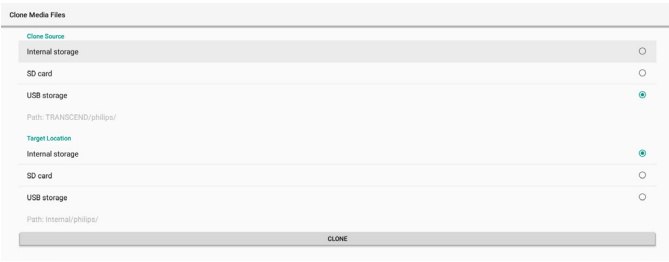 Clone Media Files
Clone Source
Internal storage
SD card
USB storage
Path: TRANSCEND/philips/
Target Location
Internal storage
SD card
USB storage
Path: Internal/philips/
CLONE